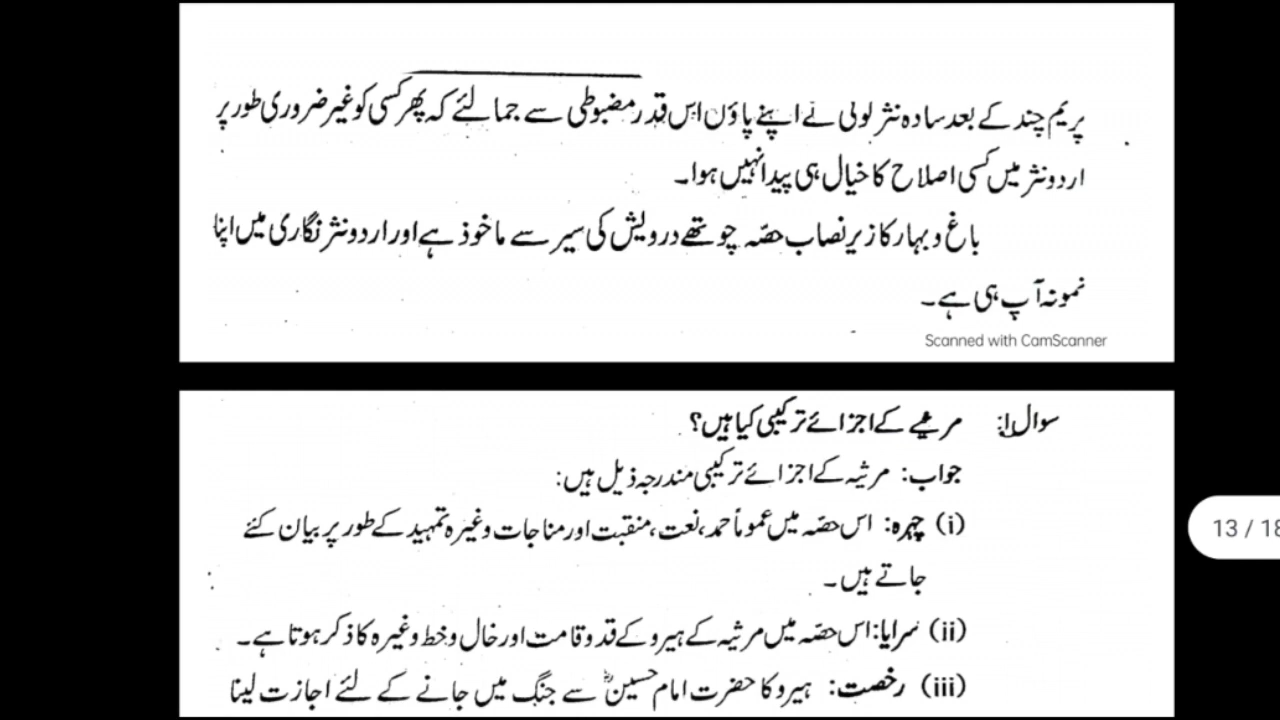 پریم چند کے بعد سادہ نثر لولی نے اپنے پاؤں اس قدر مضبوطی سے جما لئے کہ پھر کسی کو غیر ضروری طور پر
اردو نثر میں کسی اصلاح کا خیال ہی پیدا نہیں ہوا۔
باغ و بہار کا زیر نصاب حصّہ چوتھے درویش کی سیر سے ماخوذ ہے اور اردو نثر نگاری میں اپنا
نمونہ آپ ہی ہے۔
Scanned with CamScanner
سوال ا: مرثیے کے اجزائے ترکیبی کیا ہیں؟
جواب: مرثیہ کے اجزائے ترکیبی مندرجہ ذیل ہیں:
(i) چہرہ: اس حصّہ میں عموماً حمد، نعت، منقبت اور مناجات وغیرہ تمہید کے طور پر بیان کئے
جاتے ہیں۔
(ii) سراپا: اس حصّہ میں مرثیہ کے ہیرو کے قد و قامت اور خال و خط وغیرہ کا ذکر ہوتا ہے۔
(iii) رخصت: ہیرو کا حضرت امام حسینؓ سے جنگ میں جانے کے لئے اجازت لینا
13 / 18